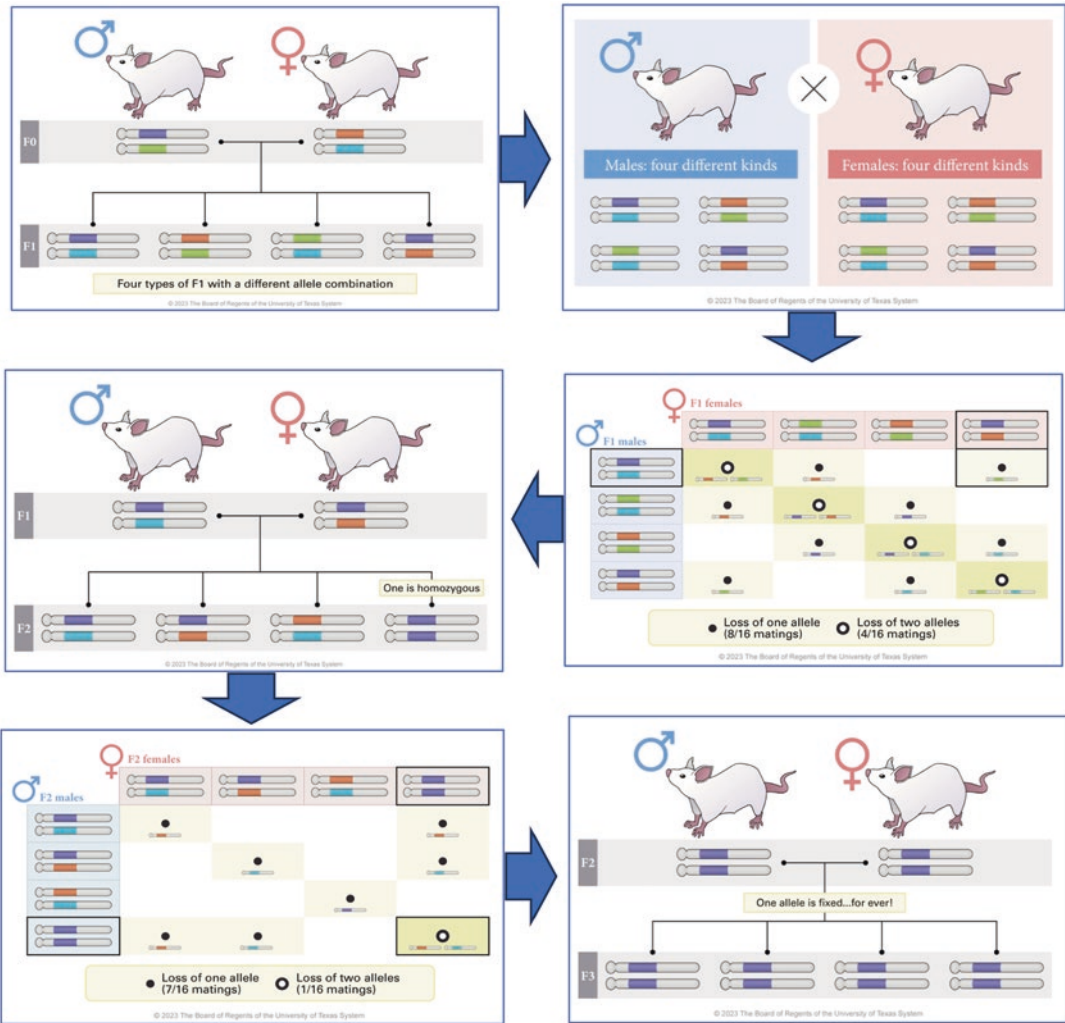 F0
F1
Four types of F1 with a different allele combination
© 2023 The Board of Regents of the University of Texas System
Males: four different kinds
Females: four different kinds
© 2023 The Board of Regents of the University of Texas System
F1 females
F1 males
Loss of one allele
(8/16 matings)
Loss of two alleles
(4/16 matings)
© 2023 The Board of Regents of the University of Texas System
F1
One is homozygous
F2
© 2023 The Board of Regents of the University of Texas System
F2 females
F2 males
Loss of one allele
(7/16 matings)
Loss of two alleles
(1/16 matings)
© 2023 The Board of Regents of the University of Texas System
F2
One allele is fixed...for ever!
F3
© 2023 The Board of Regents of the University of Texas System